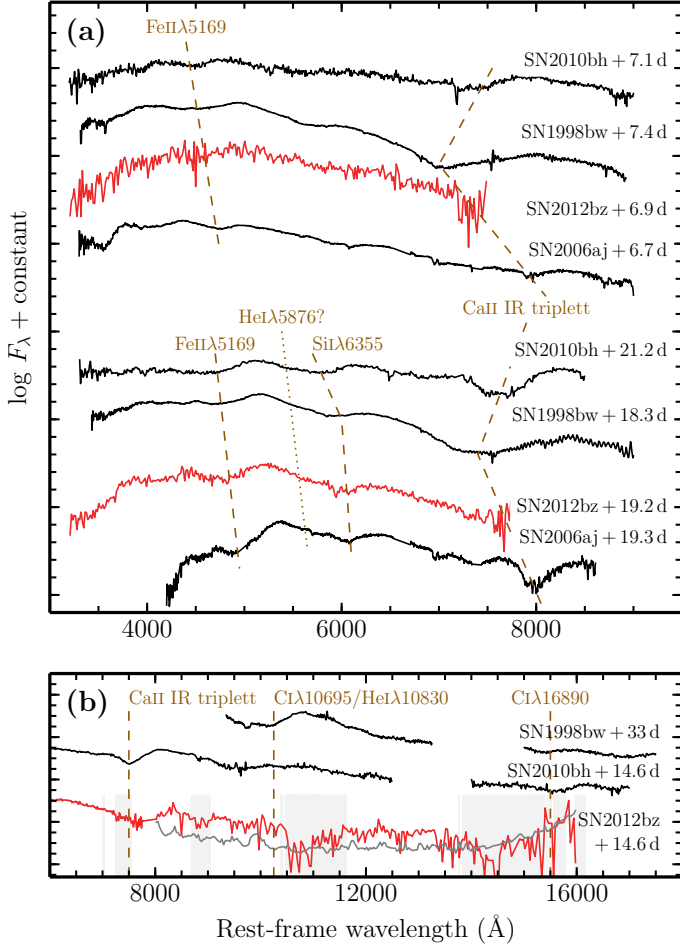 (a)
FeIIλ5169
SN2010bh + 7.1 d
SN1998bw + 7.4 d
SN2012bz + 6.9 d
SN2006aj + 6.7 d
CaII IR triplett
HeIλ5876?
FeIIλ5169
SiIλ6355
SN2010bh + 21.2 d
SN1998bw + 18.3 d
SN2012bz + 19.2 d
SN2006aj + 19.3 d
log Fλ + constant
4000 6000 8000
(b)
CaII IR triplett
CIλ10695/HeIλ10830
CIλ16890
SN1998bw + 33 d
SN2010bh + 14.6 d
SN2012bz
+ 14.6 d
8000 12000 16000
Rest-frame wavelength (Å)